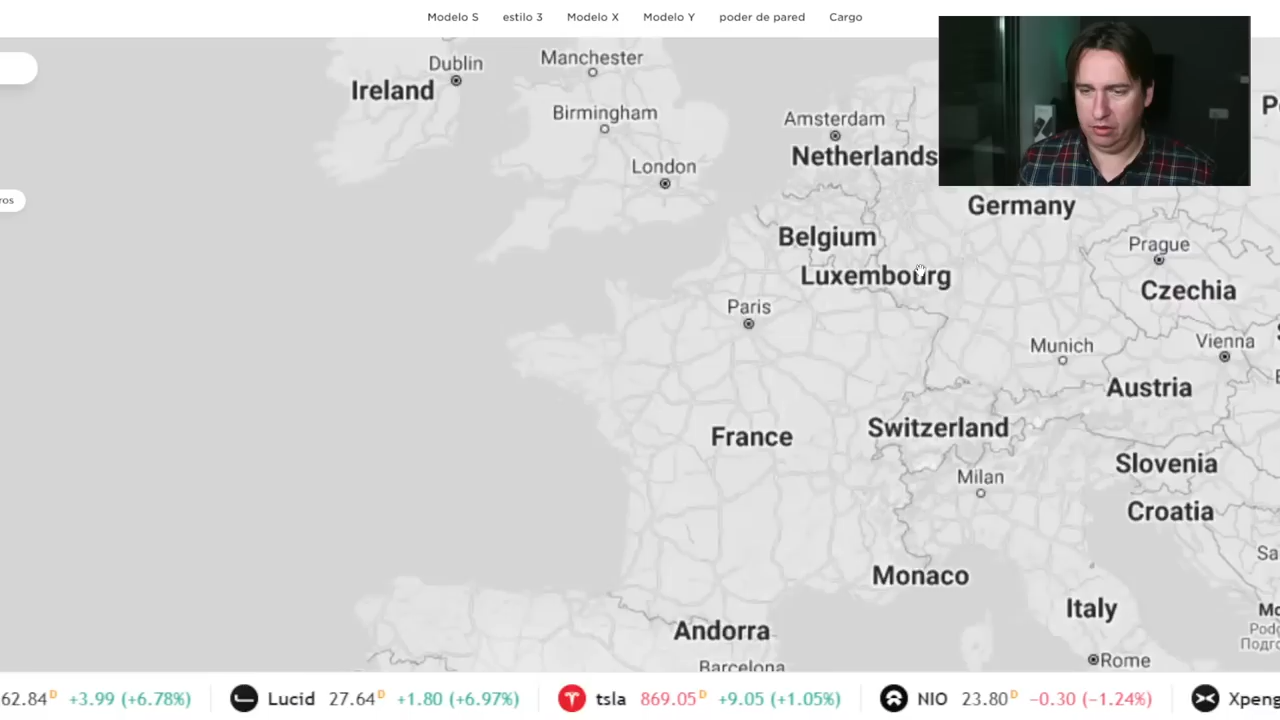 Modelo S estilo 3 Modelo X Modelo Y poder de pared Cargo
Dublin
Manchester
Ireland
Birmingham
Amsterdam
Netherlands
London
ros
Germany
Belgium
Prague
Luxembourg
Czechia
Paris
Munich
Vienna
Austria
Switzerland
France
Slovenia
Milan
Croatia
Monaco
Italy
Andorra
Barcelona
Rome
62.84 D +3.99 (+6.78%) Lucid 27.64 D +1.80 (+6.97%) tsla 869.05 D +9.05 (+1.05%) NIO 23.80 D −0.30 (−1.24%) Xpeng